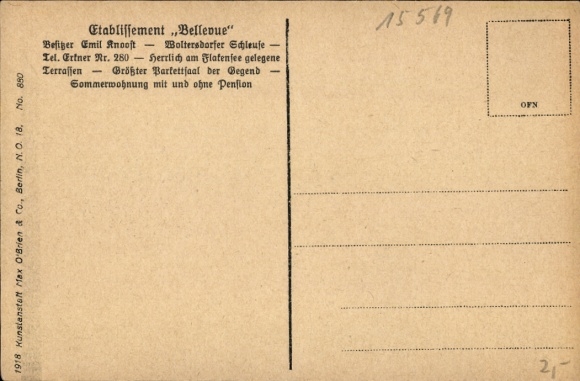 Etablissement „Bellevue“
Besitzer Emil Knoost — Woltersdorfer Schleuse —
Tel. Erkner Nr. 280 — Herrlich am Flakensee gelegene
Terrassen — Größter Parkettsaal der Gegend —
Sommerwohnung mit und ohne Pension
1918 Kunstanstalt Max O'Brien & Co., Berlin, N.O. 18. No. 880
15569
OFN
2,-